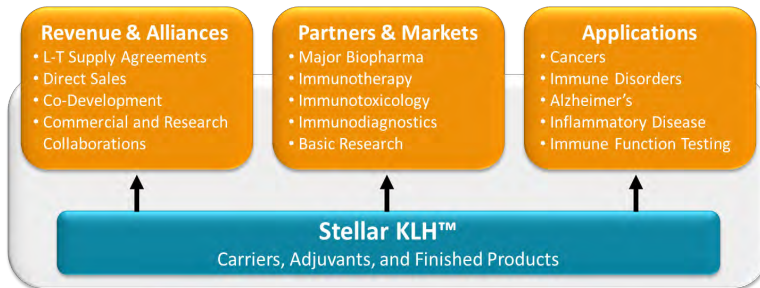 Revenue & Alliances
• L-T Supply Agreements
• Direct Sales
• Co-Development
• Commercial and Research
Collaborations
Partners & Markets
• Major Biopharma
• Immunotherapy
• Immunotoxicology
• Immunodiagnostics
• Basic Research
Applications
• Cancers
• Immune Disorders
• Alzheimer's
• Inflammatory Disease
• Immune Function Testing
Stellar KLH™
Carriers, Adjuvants, and Finished Products